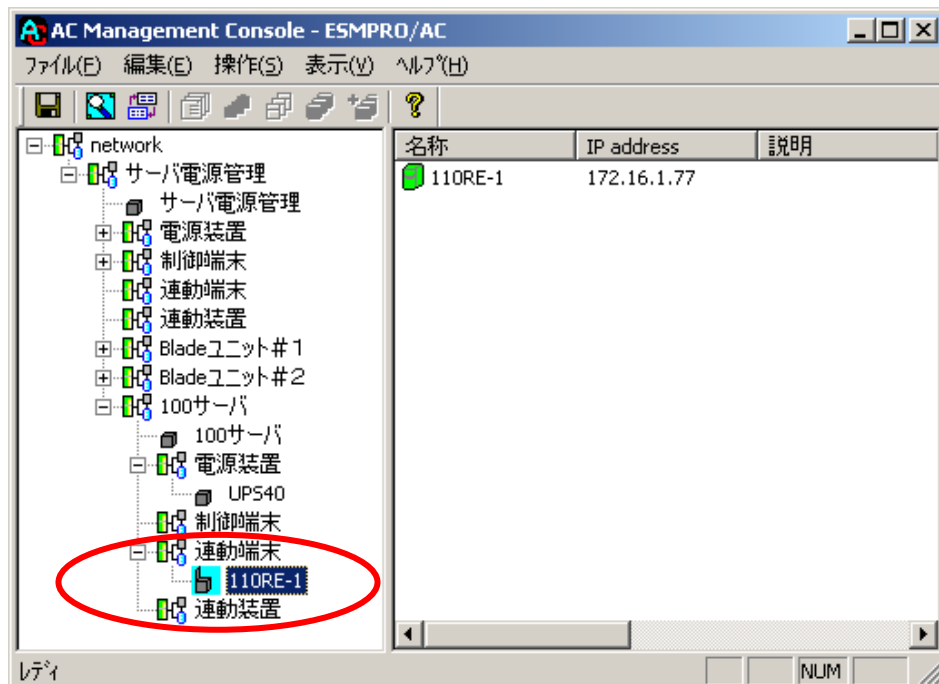 AC Management Console - ESMPRO/AC
ﾌｧｲﾙ(F) 編集(E) 操作(S) 表示(V) ﾍﾙﾌﾟ(H)
network
サーバ電源管理
サーバ電源管理
電源装置
制御端末
連動端末
連動装置
Bladeユニット＃1
Bladeユニット＃2
100サーバ
100サーバ
電源装置
UPS40
制御端末
連動端末
110RE-1
連動装置
名称 IP address 説明
110RE-1 172.16.1.77
ﾚﾃﾞｨ NUM